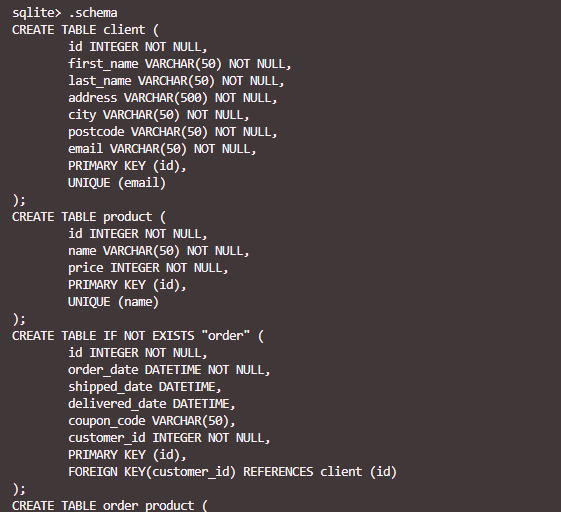 sqlite> .schema
CREATE TABLE client (
id INTEGER NOT NULL,
first_name VARCHAR(50) NOT NULL,
last_name VARCHAR(50) NOT NULL,
address VARCHAR(500) NOT NULL,
city VARCHAR(50) NOT NULL,
postcode VARCHAR(50) NOT NULL,
email VARCHAR(50) NOT NULL,
PRIMARY KEY (id),
UNIQUE (email)
);
CREATE TABLE product (
id INTEGER NOT NULL,
name VARCHAR(50) NOT NULL,
price INTEGER NOT NULL,
PRIMARY KEY (id),
UNIQUE (name)
);
CREATE TABLE IF NOT EXISTS "order" (
id INTEGER NOT NULL,
order_date DATETIME NOT NULL,
shipped_date DATETIME,
delivered_date DATETIME,
coupon_code VARCHAR(50),
customer_id INTEGER NOT NULL,
PRIMARY KEY (id),
FOREIGN KEY(customer_id) REFERENCES client (id)
);
CREATE TABLE order product (